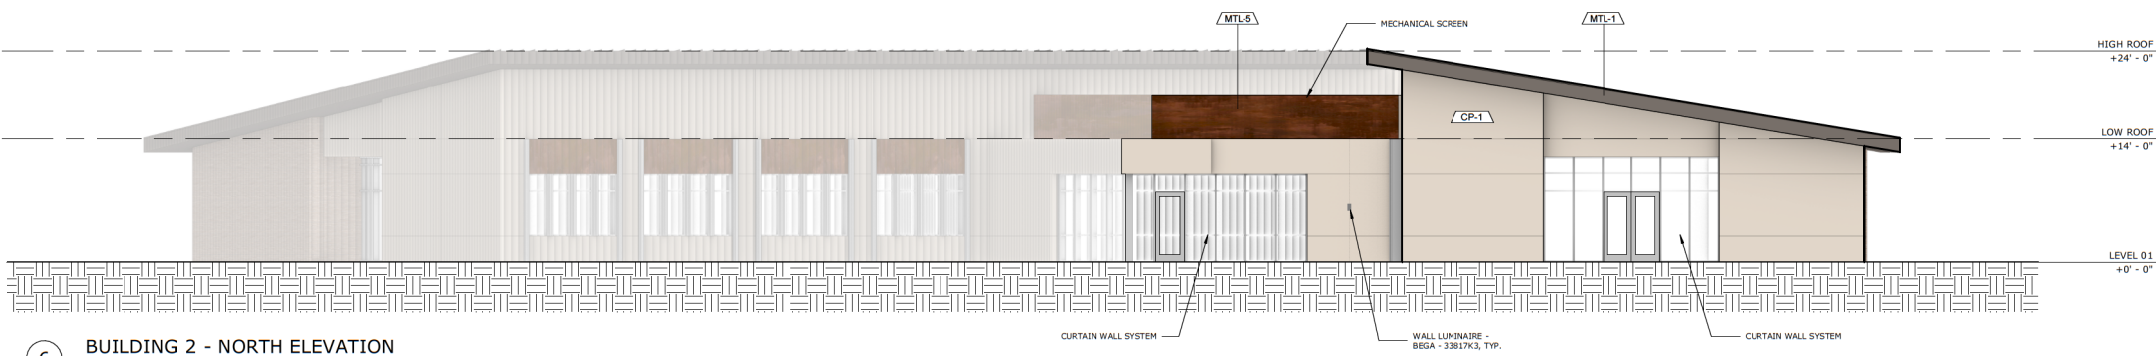 MTL-5
MECHANICAL SCREEN
MTL-1
HIGH ROOF
+24' - 0"
CP-1
LOW ROOF
+14' - 0"
LEVEL 01
+0' - 0"
CURTAIN WALL SYSTEM
WALL LUMINAIRE -
BEGA - 33817K3, TYP.
CURTAIN WALL SYSTEM
BUILDING 2 - NORTH ELEVATION